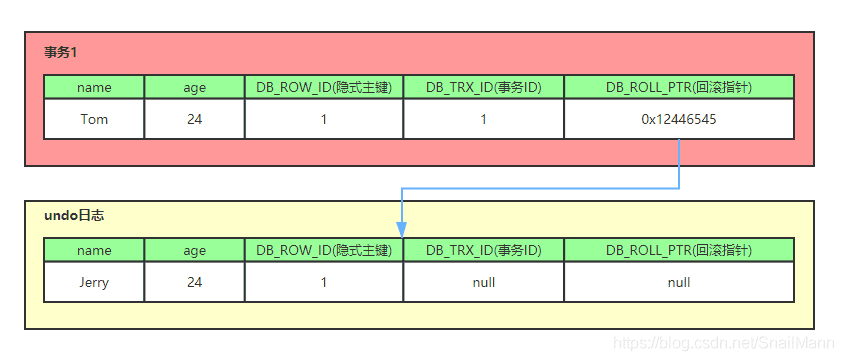 事务1
name age DB_ROW_ID(隐式主键) DB_TRX_ID(事务ID) DB_ROLL_PTR(回滚指针)
Tom 24 1 1 0x12446545
undo日志
name age DB_ROW_ID(隐式主键) DB_TRX_ID(事务ID) DB_ROLL_PTR(回滚指针)
Jerry 24 1 null null
https://blog.csdn.net/SnailMann